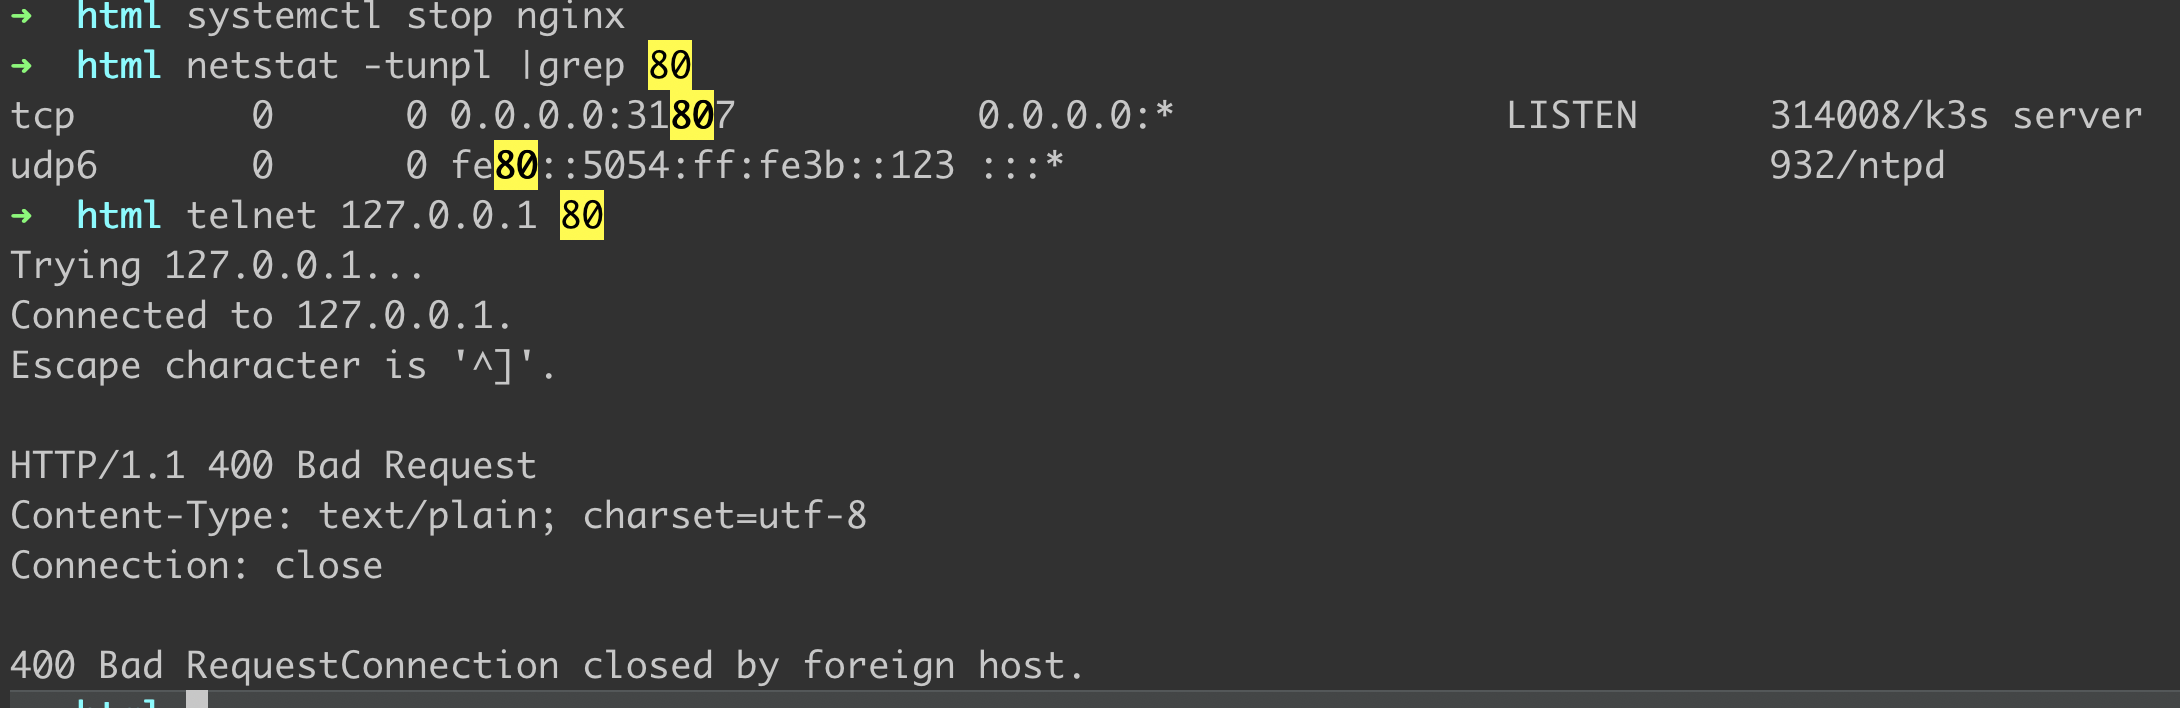 ➜  html systemctl stop nginx
➜  html netstat -tunpl |grep 80
tcp        0      0 0.0.0.0:31807           0.0.0.0:*               LISTEN      314008/k3s server
udp6       0      0 fe80::5054:ff:fe3b::123 :::*                                932/ntpd
➜  html telnet 127.0.0.1 80
Trying 127.0.0.1...
Connected to 127.0.0.1.
Escape character is '^]'.

HTTP/1.1 400 Bad Request
Content-Type: text/plain; charset=utf-8
Connection: close

400 Bad RequestConnection closed by foreign host.
html